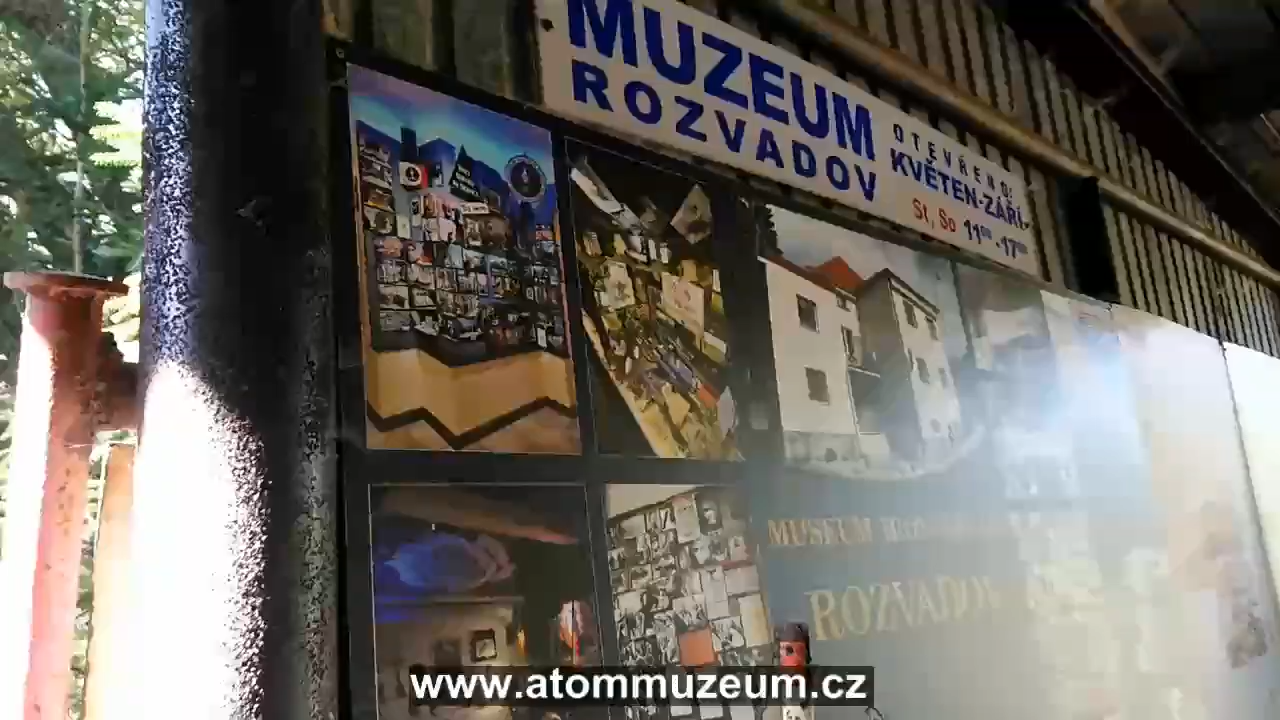 MUZEUM
ROZVADOV
OTEVŘENO:
KVĚTEN-ZÁŘÍ
St, So 11⁰⁰-17⁰⁰
MUSEUM
ROZVADOV
www.atommuzeum.cz